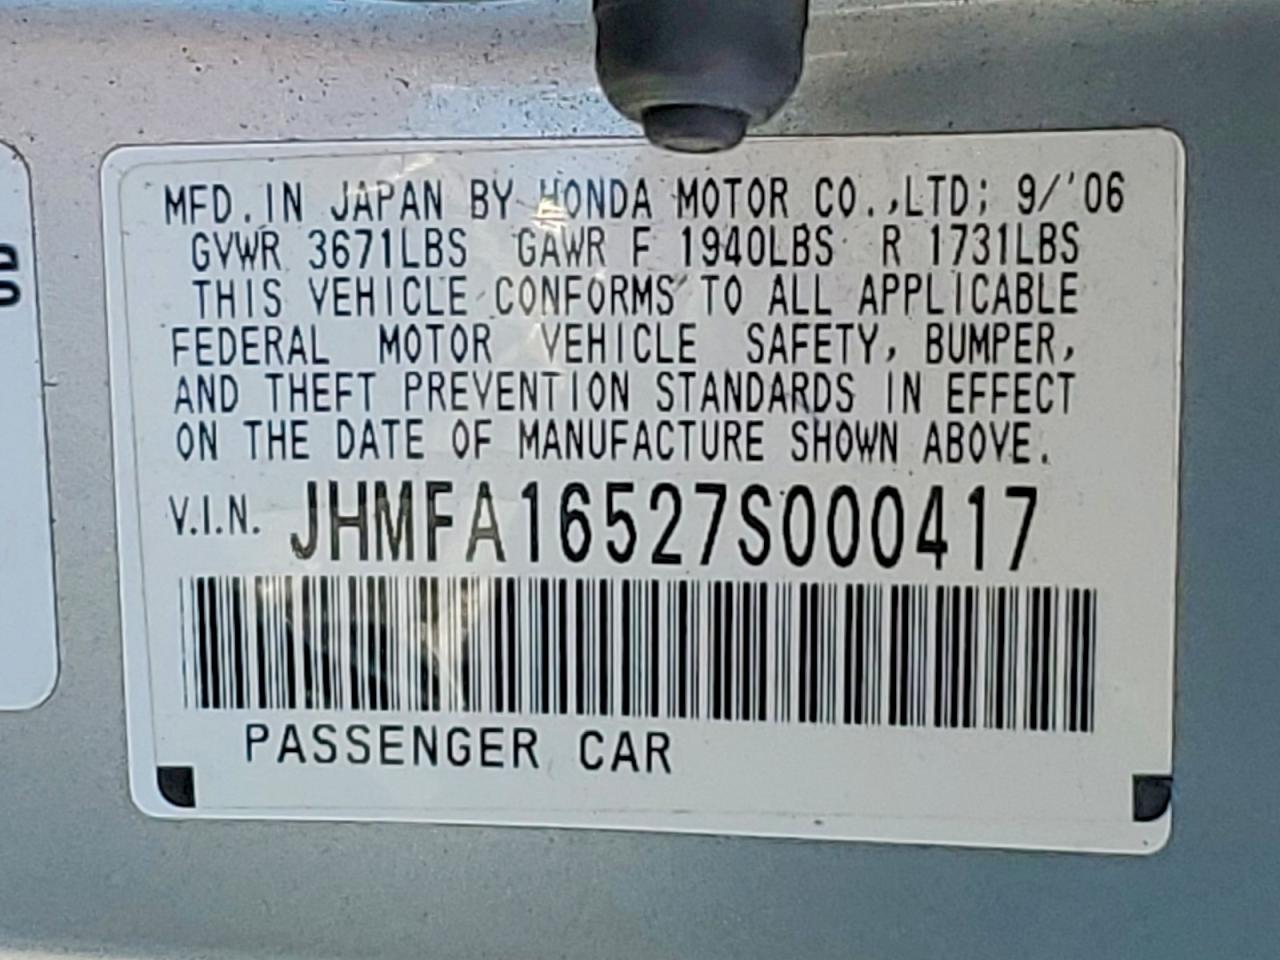 MFD. IN JAPAN BY HONDA MOTOR CO.,LTD; 9/'06
GVWR 3671LBS GAWR F 1940LBS R 1731LBS
THIS VEHICLE CONFORMS TO ALL APPLICABLE
FEDERAL MOTOR VEHICLE SAFETY, BUMPER,
AND THEFT PREVENTION STANDARDS IN EFFECT
ON THE DATE OF MANUFACTURE SHOWN ABOVE.
V.I.N. JHMFA16527S000417
PASSENGER CAR